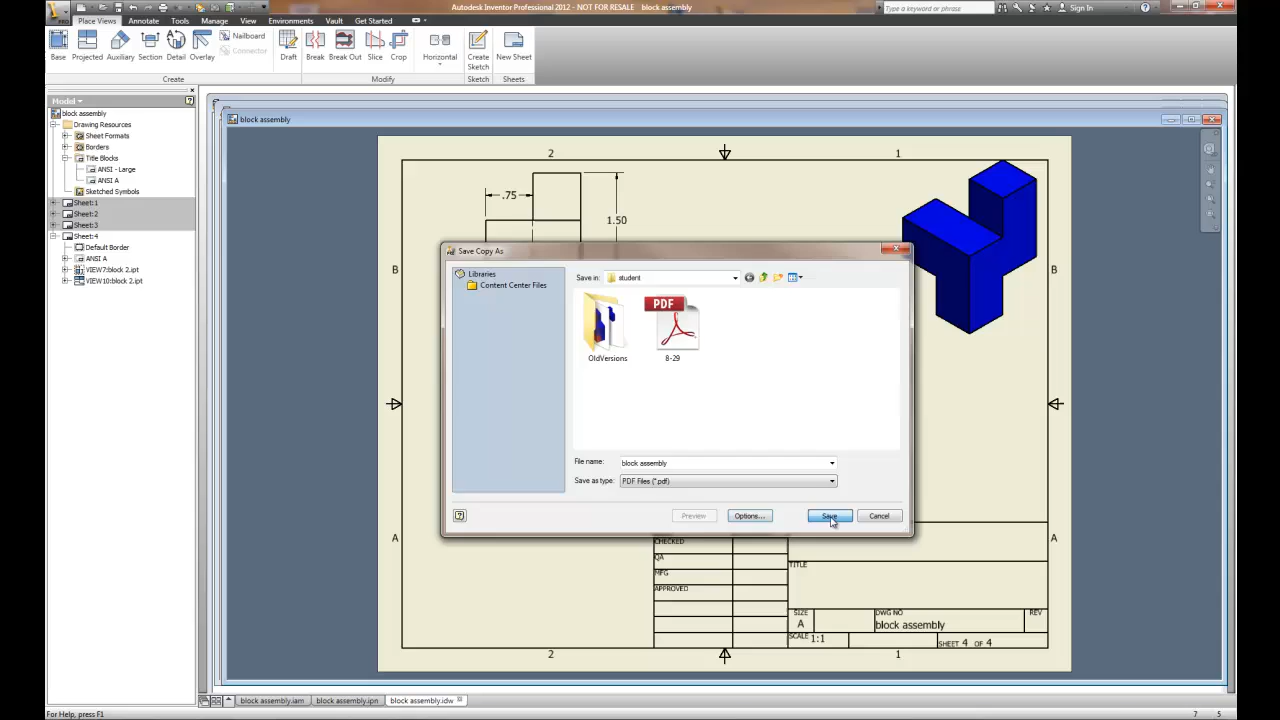 PRO
Autodesk Inventor Professional 2012 - NOT FOR RESALE   block assembly
Type a keyword or phrase
Sign In
Place Views
Annotate
Tools
Manage
View
Environments
Vault
Get Started
Base
Projected
Auxiliary
Section
Detail
Overlay
Nailboard
Connector
Draft
Break
Break Out
Slice
Crop
Horizontal
Create
Sketch
New Sheet
Create
Modify
Sketch
Sheets
Model
block assembly
Drawing Resources
Sheet Formats
Borders
Title Blocks
ANSI - Large
ANSI A
Sketched Symbols
Sheet:1
Sheet:2
Sheet:3
Sheet:4
Default Border
ANSI A
VIEW7:block 2.ipt
VIEW10:block 2.ipt
block assembly
2
1
.75
1.50
B
B
Save Copy As
Libraries
Content Center Files
Save in:
student
OldVersions
PDF
8-29
File name:
block assembly
Save as type:
PDF Files (*.pdf)
Preview
Options...
Save
Cancel
A
A
CHECKED
QA
MFG
APPROVED
TITLE
SIZE
A
DWG NO
block assembly
REV
SCALE 1:1
SHEET 4 OF 4
2
1
block assembly.iam
block assembly.ipn
block assembly.idw
For Help, press F1
7
5